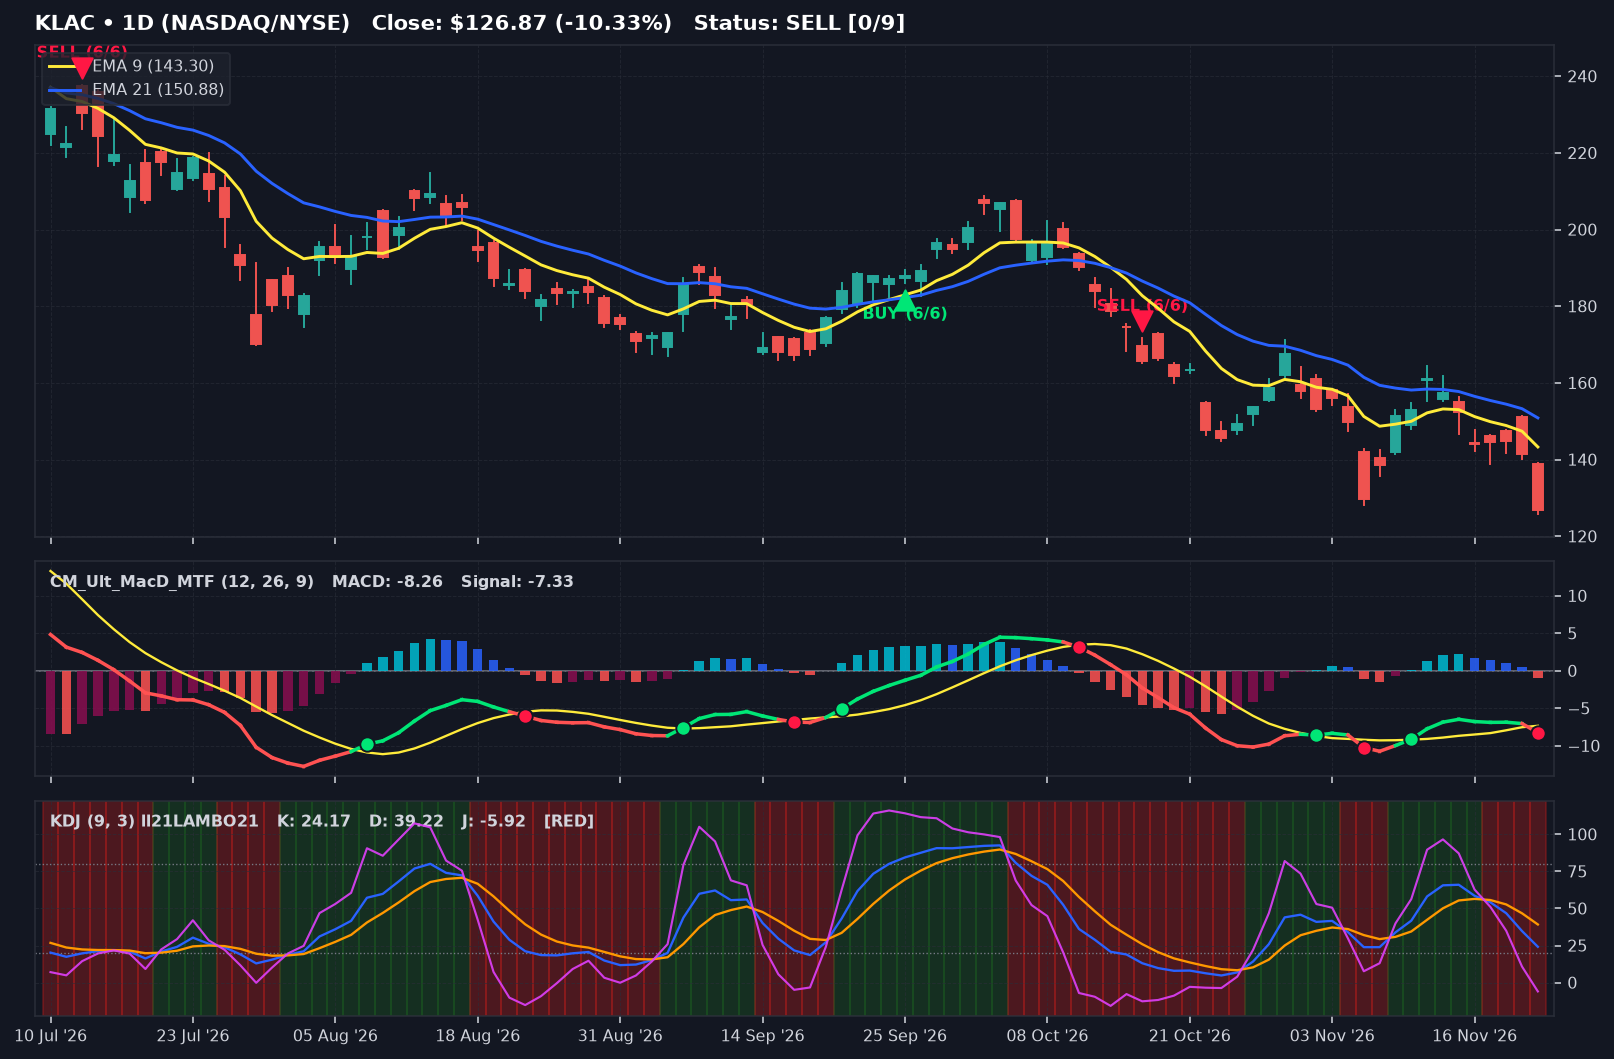 KLAC • 1D (NASDAQ/NYSE)   Close: $126.87 (-10.33%)   Status: SELL [0/9]
SELL (6/6)
EMA 9 (143.30)
EMA 21 (150.88)
240
220
200
180
160
140
120
BUY (6/6)
SELL (6/6)
CM_Ult_MacD_MTF (12, 26, 9)   MACD: -8.26   Signal: -7.33
10
5
0
−5
−10
KDJ (9, 3) II21LAMBO21   K: 24.17   D: 39.22   J: -5.92   [RED]
100
75
50
25
0
10 Jul '26
23 Jul '26
05 Aug '26
18 Aug '26
31 Aug '26
14 Sep '26
25 Sep '26
08 Oct '26
21 Oct '26
03 Nov '26
16 Nov '26